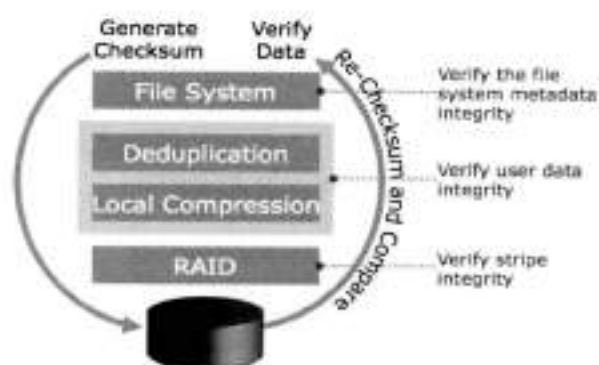 Generate
Checksum
Verify
Data
File System
Deduplication
Local Compression
RAID
Re-Checksum and Compare
Verify the file
system metadata
integrity
Verify user data
integrity
Verify stripe
integrity